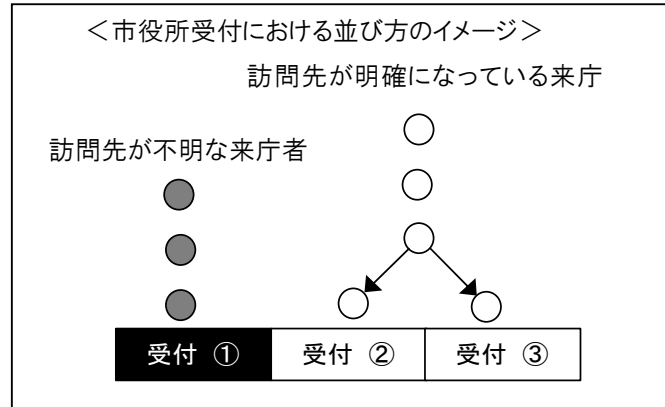 ＜市役所受付における並び方のイメージ＞
訪問先が明確になっている来庁
訪問先が不明な来庁者
受付 ①
受付 ②
受付 ③